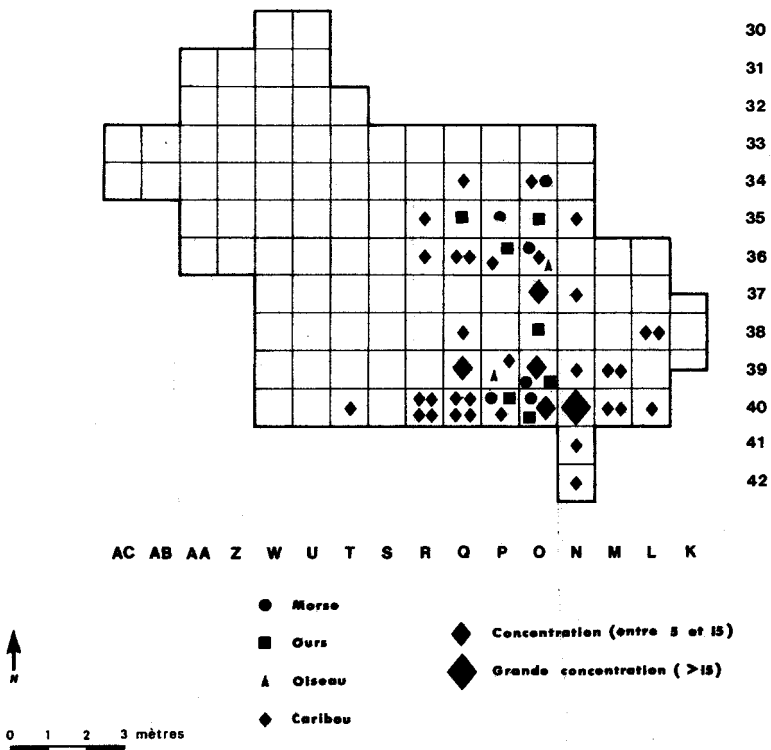 30
31
32
33
34
35
36
37
38
39
40
41
42
AC AB AA Z W U T S R Q P O N M L K
Morse
Ours
Oiseau
Caribou
Concentration (entre 5 et 15)
Grande concentration (>15)
N
0 1 2 3 mètres